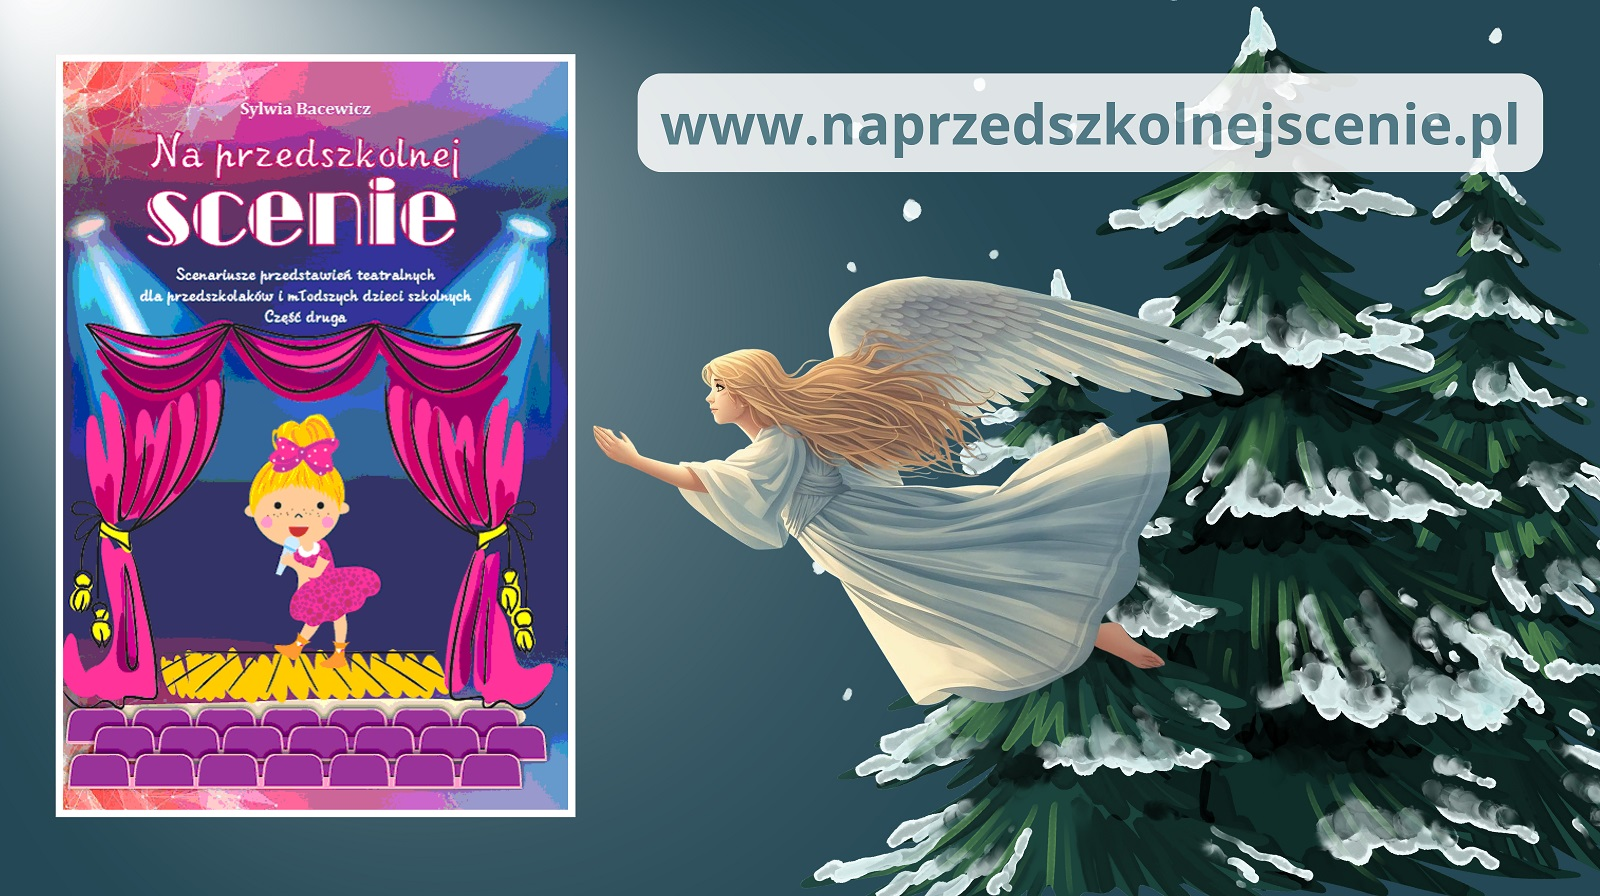 Sylwia Bacewicz
Na przedszkolnej
scenie
Scenariusze przedstawień teatralnych
dla przedszkolaków i młodszych dzieci szkolnych
Część druga
www.naprzedszkolnejscenie.pl